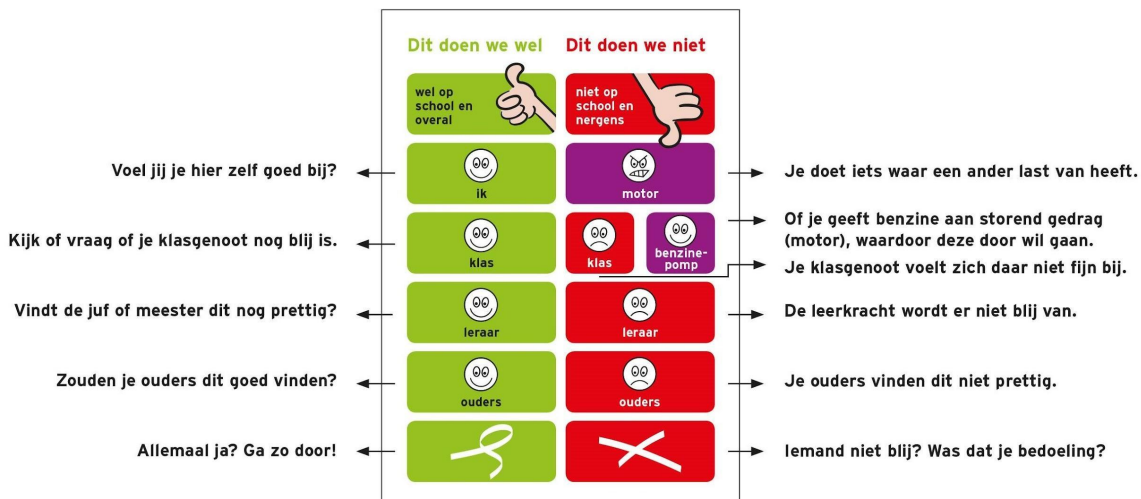 Dit doen we wel
Dit doen we niet
wel op
school en
overal
niet op
school en
nergens
Voel jij je hier zelf goed bij?
ik
motor
Je doet iets waar een ander last van heeft.
Kijk of vraag of je klasgenoot nog blij is.
klas
klas
benzine-
pomp
Of je geeft benzine aan storend gedrag
(motor), waardoor deze door wil gaan.
Je klasgenoot voelt zich daar niet fijn bij.
Vindt de juf of meester dit nog prettig?
leraar
leraar
De leerkracht wordt er niet blij van.
Zouden je ouders dit goed vinden?
ouders
ouders
Je ouders vinden dit niet prettig.
Allemaal ja? Ga zo door!
Iemand niet blij? Was dat je bedoeling?